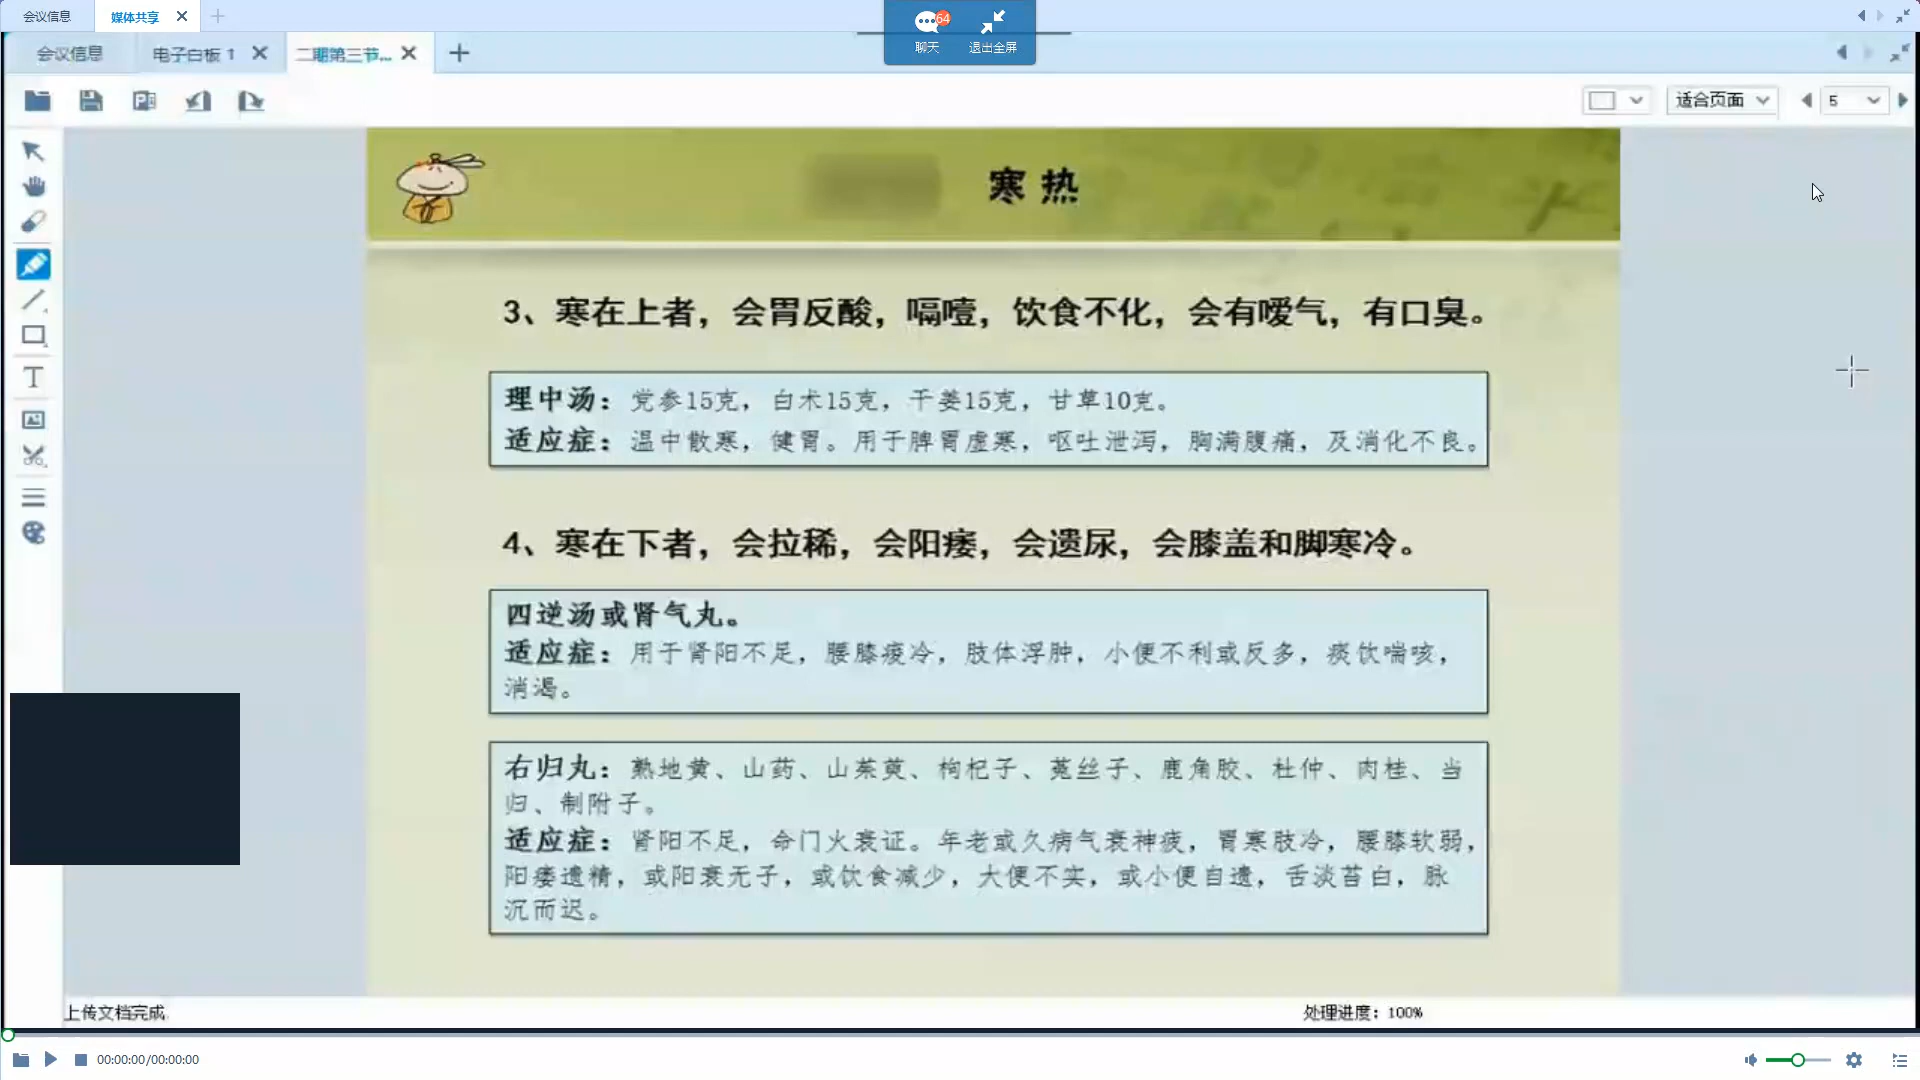 会议信息
媒体共享
64
聊天
退出全屏
会议信息
电子白板 1
二期第三节...
适合页面
5
寒 热
3、寒在上者，会胃反酸，嗝噎，饮食不化，会有嗳气，有口臭。
理中汤：党参15克，白术15克，干姜15克，甘草10克。
适应症：温中散寒，健胃。用于脾胃虚寒，呕吐泄泻，胸满腹痛，及消化不良。
4、寒在下者，会拉稀，会阳痿，会遗尿，会膝盖和脚寒冷。
四逆汤或肾气丸。
适应症：用于肾阳不足，腰膝痠冷，肢体浮肿，小便不利或反多，痰饮喘咳，
消渴。
右归丸：熟地黄、山药、山茱萸、枸杞子、菟丝子、鹿角胶、杜仲、肉桂、当
归、制附子。
适应症：肾阳不足，命门火衰证。年老或久病气衰神疲，胃寒肢冷，腰膝软弱，
阳痿遗精，或阳衰无子，或饮食减少，大便不实，或小便自遗，舌淡苔白，脉
沉而迟。
上传文档完成
处理进度：100%
00:00:00/00:00:00